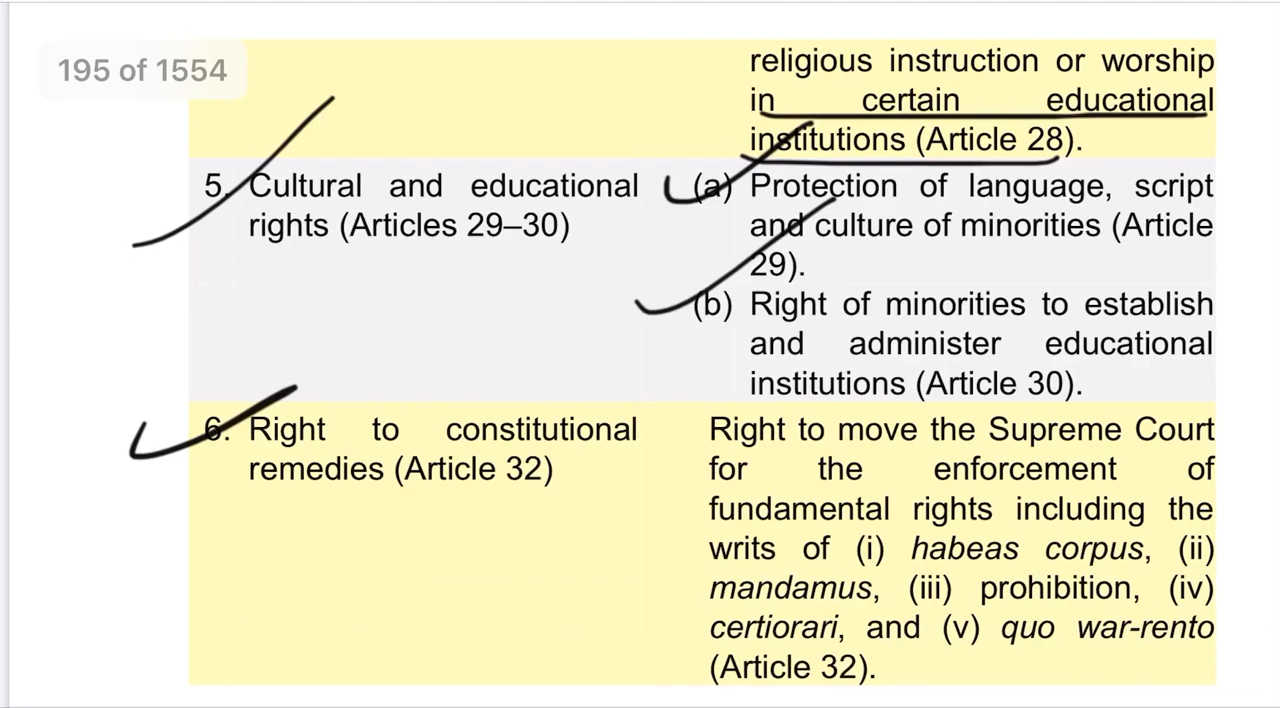 195 of 1554
religious instruction or worship
in certain educational
institutions (Article 28).
5. Cultural and educational
rights (Articles 29–30)
(a) Protection of language, script
and culture of minorities (Article
29).
(b) Right of minorities to establish
and administer educational
institutions (Article 30).
6. Right to constitutional
remedies (Article 32)
Right to move the Supreme Court
for the enforcement of
fundamental rights including the
writs of (i) habeas corpus, (ii)
mandamus, (iii) prohibition, (iv)
certiorari, and (v) quo war-rento
(Article 32).